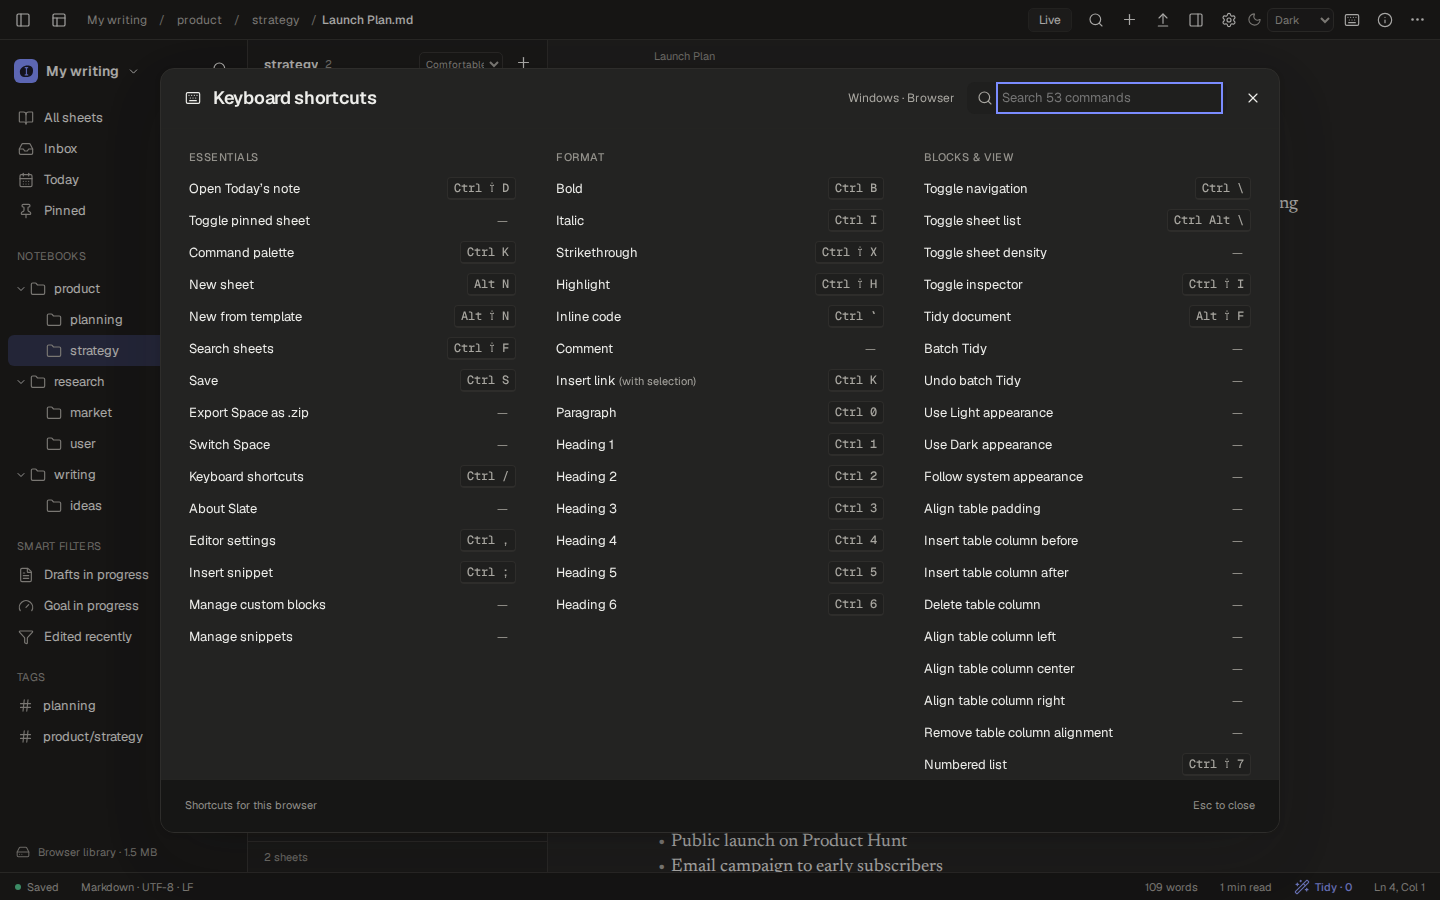 My writing / product / strategy / Launch Plan.md
Live
Dark
My writing
strategy 2
Comfortable
Launch Plan
All sheets
Inbox
Today
Pinned
NOTEBOOKS
product
planning
strategy
research
market
user
writing
ideas
SMART FILTERS
Drafts in progress
Goal in progress
Edited recently
TAGS
# planning
# product/strategy
Browser library · 1.5 MB
Keyboard shortcuts
Windows · Browser
Search 53 commands
ESSENTIALS
Open Today's note Ctrl ⇧ D
Toggle pinned sheet —
Command palette Ctrl K
New sheet Alt N
New from template Alt ⇧ N
Search sheets Ctrl ⇧ F
Save Ctrl S
Export Space as .zip —
Switch Space —
Keyboard shortcuts Ctrl /
About Slate —
Editor settings Ctrl ,
Insert snippet Ctrl ;
Manage custom blocks —
Manage snippets —
FORMAT
Bold Ctrl B
Italic Ctrl I
Strikethrough Ctrl ⇧ X
Highlight Ctrl ⇧ H
Inline code Ctrl `
Comment —
Insert link (with selection) Ctrl K
Paragraph Ctrl 0
Heading 1 Ctrl 1
Heading 2 Ctrl 2
Heading 3 Ctrl 3
Heading 4 Ctrl 4
Heading 5 Ctrl 5
Heading 6 Ctrl 6
BLOCKS & VIEW
Toggle navigation Ctrl \
Toggle sheet list Ctrl Alt \
Toggle sheet density —
Toggle inspector Ctrl ⇧ I
Tidy document Alt ⇧ F
Batch Tidy —
Undo batch Tidy —
Use Light appearance —
Use Dark appearance —
Follow system appearance —
Align table padding —
Insert table column before —
Insert table column after —
Delete table column —
Align table column left —
Align table column center —
Align table column right —
Remove table column alignment —
Numbered list Ctrl ⇧ 7
Shortcuts for this browser
Esc to close
ng
• Public launch on Product Hunt
• Email campaign to early subscribers
2 sheets
Saved
Markdown · UTF-8 · LF
109 words
1 min read
Tidy · 0
Ln 4, Col 1